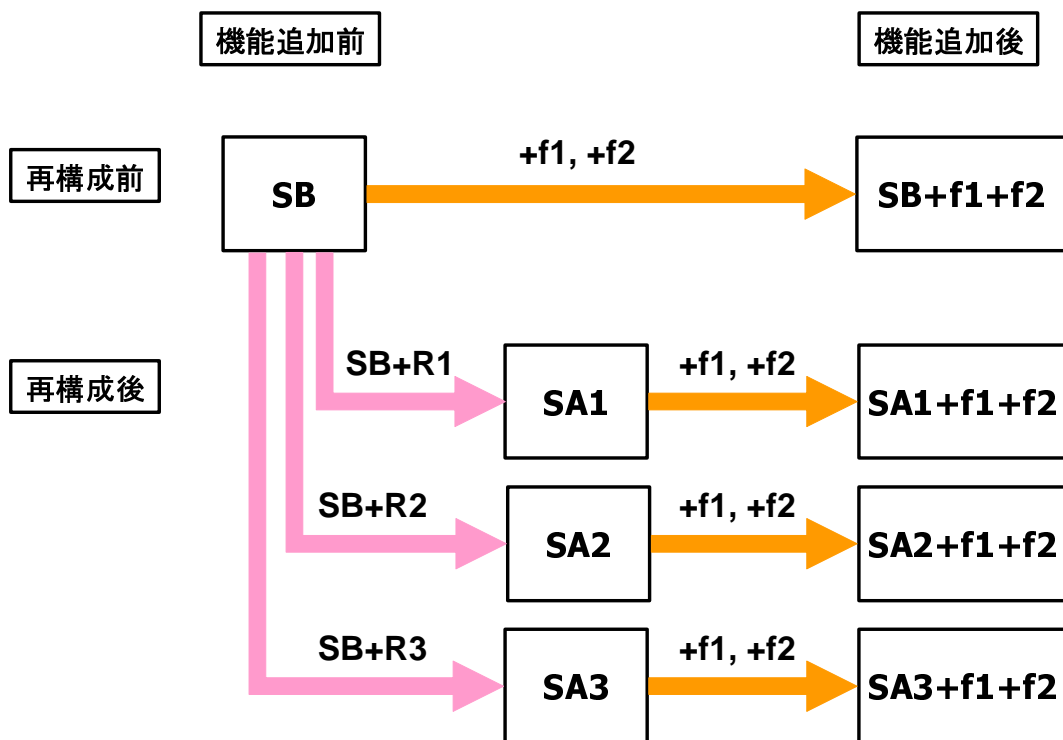 機能追加前
機能追加後
再構成前
SB
+f1, +f2
SB+f1+f2
再構成後
SB+R1
SA1
+f1, +f2
SA1+f1+f2
SB+R2
SA2
+f1, +f2
SA2+f1+f2
SB+R3
SA3
+f1, +f2
SA3+f1+f2